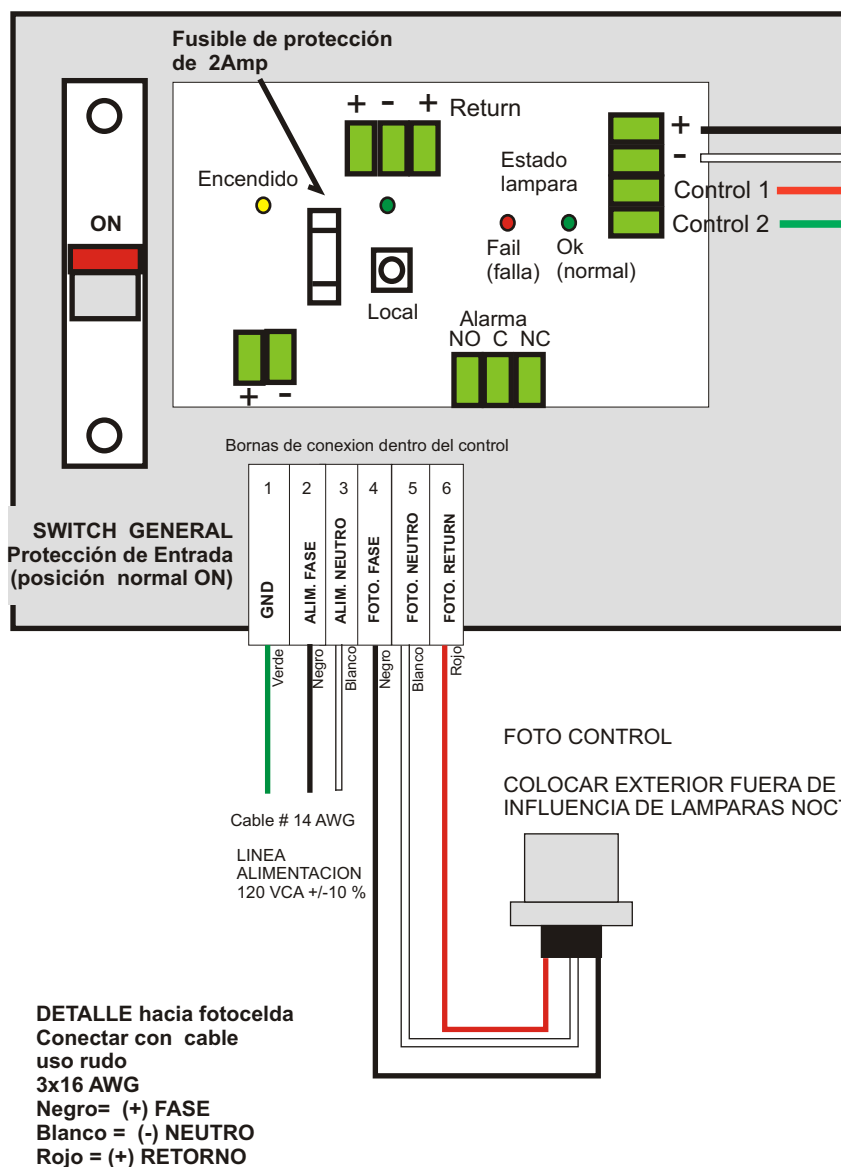 Fusible de protección
de 2Amp
+ - + Return
Encendido
Estado
lampara
+
-
Control 1
Control 2
ON
Fail
(falla)
Ok
(normal)
Local
Alarma
NO C NC
+ -
Bornas de conexion dentro del control
1 2 3 4 5 6
GND
ALIM. FASE
ALIM. NEUTRO
FOTO. FASE
FOTO. NEUTRO
FOTO. RETURN
SWITCH GENERAL
Protección de Entrada
(posición normal ON)
Verde
Negro
Blanco
Negro
Blanco
Rojo
FOTO CONTROL
COLOCAR EXTERIOR FUERA DE
INFLUENCIA DE LAMPARAS
Cable # 14 AWG
LINEA
ALIMENTACION
120 VCA +/-10 %
DETALLE hacia fotocelda
Conectar con cable
uso rudo
3x16 AWG
Negro= (+) FASE
Blanco = (-) NEUTRO
Rojo = (+) RETORNO